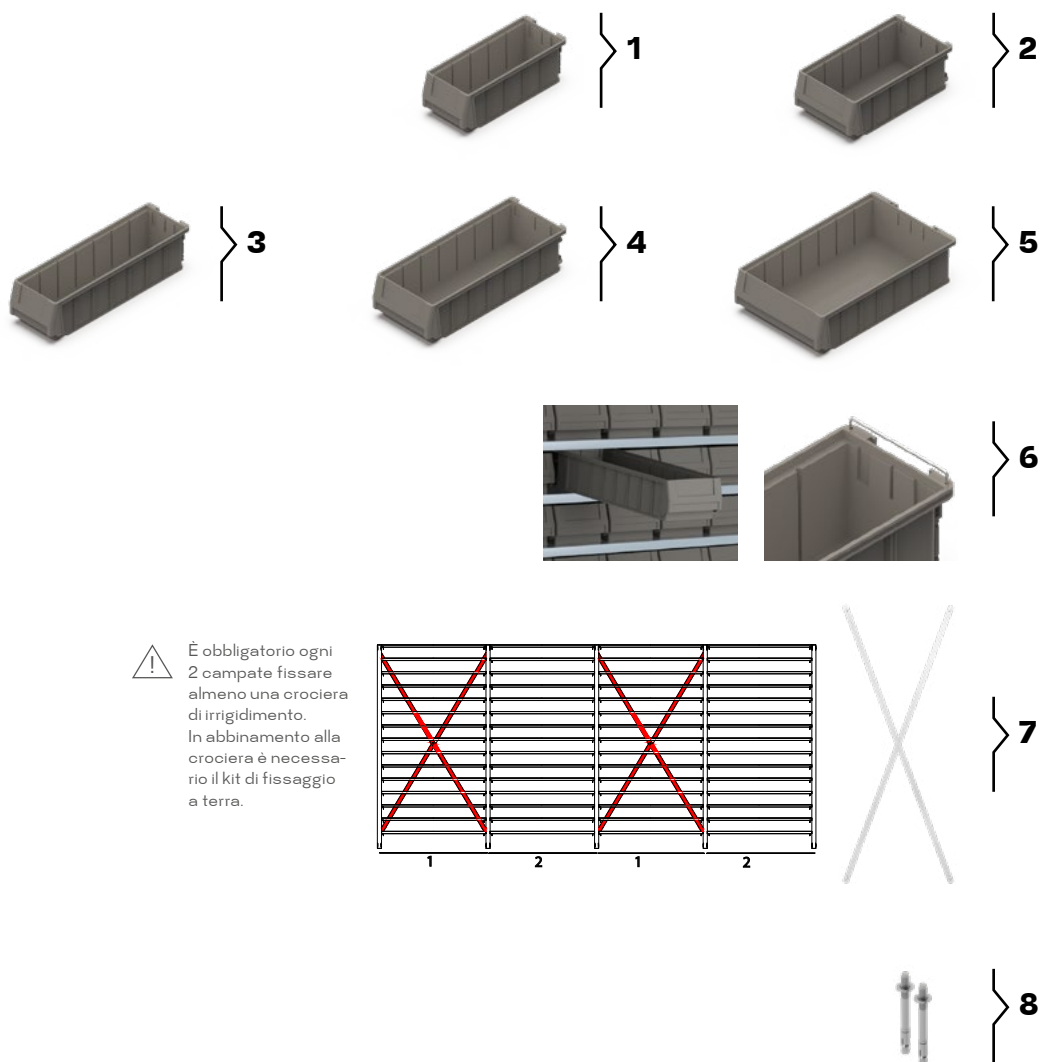 1
2
3
4
5
6
È obbligatorio ogni
2 campate fissare
almeno una crociera
di irrigidimento.
In abbinamento alla
crociera è necessa-
rio il kit di fissaggio
a terra.
1 2 1 2
7
8